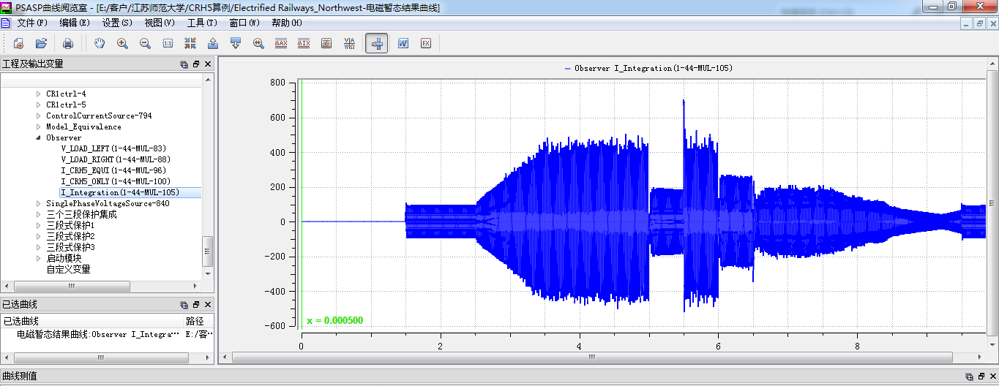 PSASP曲线阅览室 - [E:/客户/江苏师范大学/CRH5算例/Electrified Railways_Northwest-电磁暂态结果曲线]
文件(F) 编辑(E) 设置(S) 视图(V) 工具(T) 窗口(W) 帮助(H)
1:1 MAX MIX V|A W|Ω W FX
工程及输出变量
CR1ctrl-4
CR1ctrl-5
ControlCurrentSource-794
Model_Equivalence
Observer
V_LOAD_LEFT(1-44-MUL-83)
V_LOAD_RIGHT(1-44-MUL-88)
I_CRH5_EQUI(1-44-MUL-96)
I_CRH5_ONLY(1-44-MUL-100)
I_Integration(1-44-MUL-105)
SinglePhaseVoltageSource-840
三个三段保护集成
三段式保护1
三段式保护2
三段式保护3
启动模块
自定义变量
已选曲线
已选曲线 路径
电磁暂态结果曲线:Observer I_Integra··· E:/客···
Observer I_Integration(1-44-MUL-105)
800
600
400
200
0
-200
-400
-600
x = 0.000500
0 2 4 6 8
曲线测值